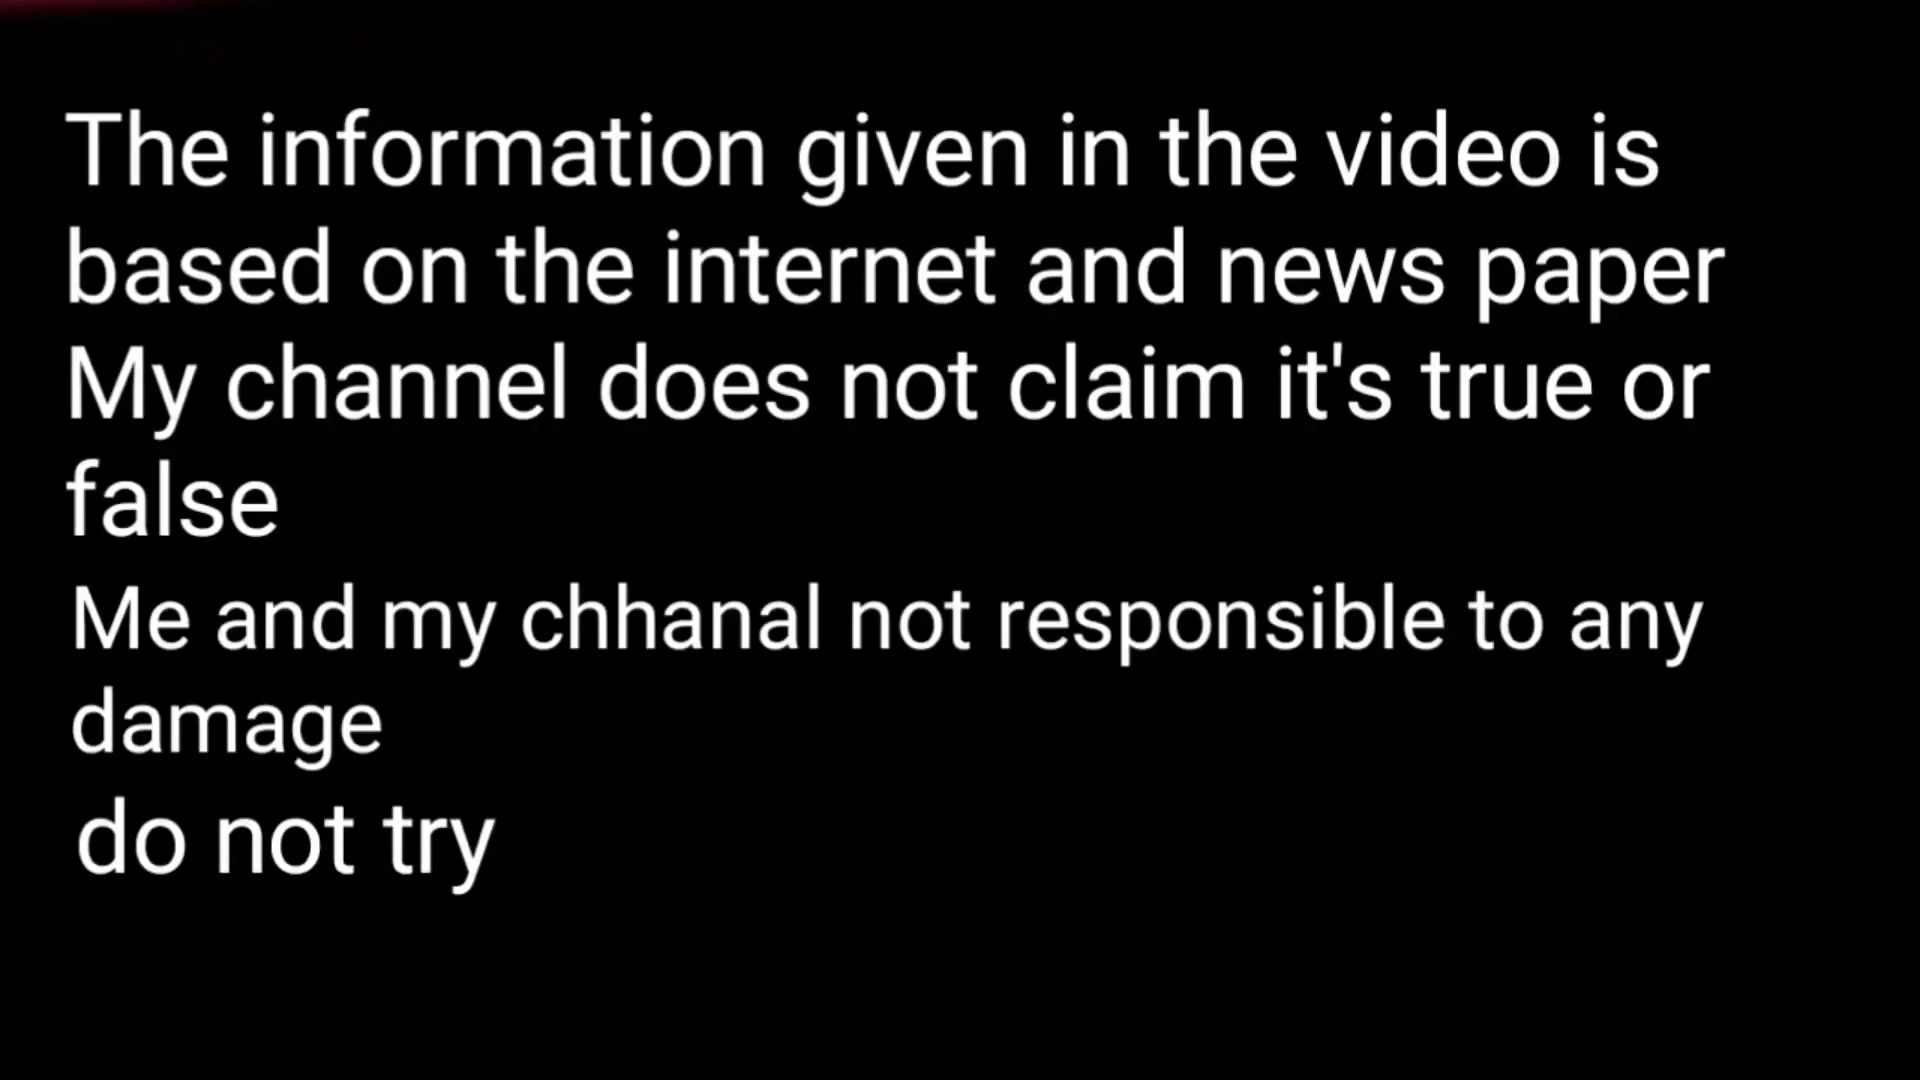 The information given in the video is
based on the internet and news paper
My channel does not claim it's true or
false
Me and my chhanal not responsible to any
damage
do not try